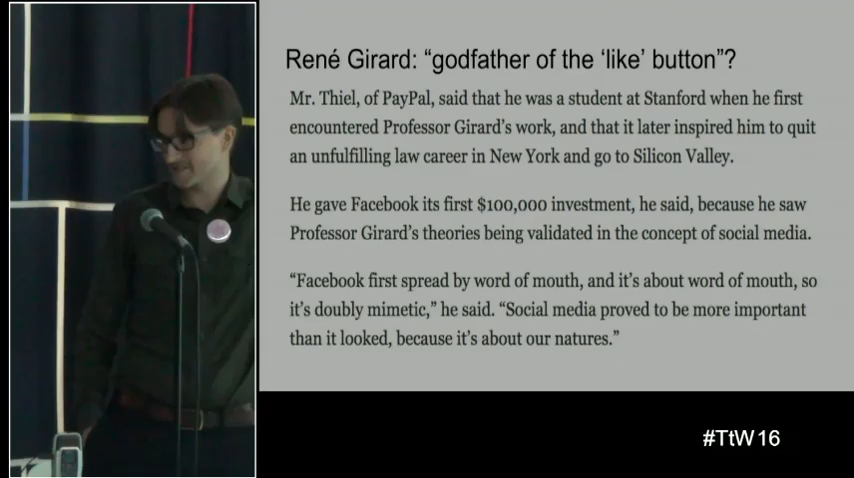 René Girard: “godfather of the ‘like’ button”?
Mr. Thiel, of PayPal, said that he was a student at Stanford when he first
encountered Professor Girard’s work, and that it later inspired him to quit
an unfulfilling law career in New York and go to Silicon Valley.
He gave Facebook its first $100,000 investment, he said, because he saw
Professor Girard’s theories being validated in the concept of social media.
“Facebook first spread by word of mouth, and it’s about word of mouth, so
it’s doubly mimetic,” he said. “Social media proved to be more important
than it looked, because it’s about our natures.”
#TtW16